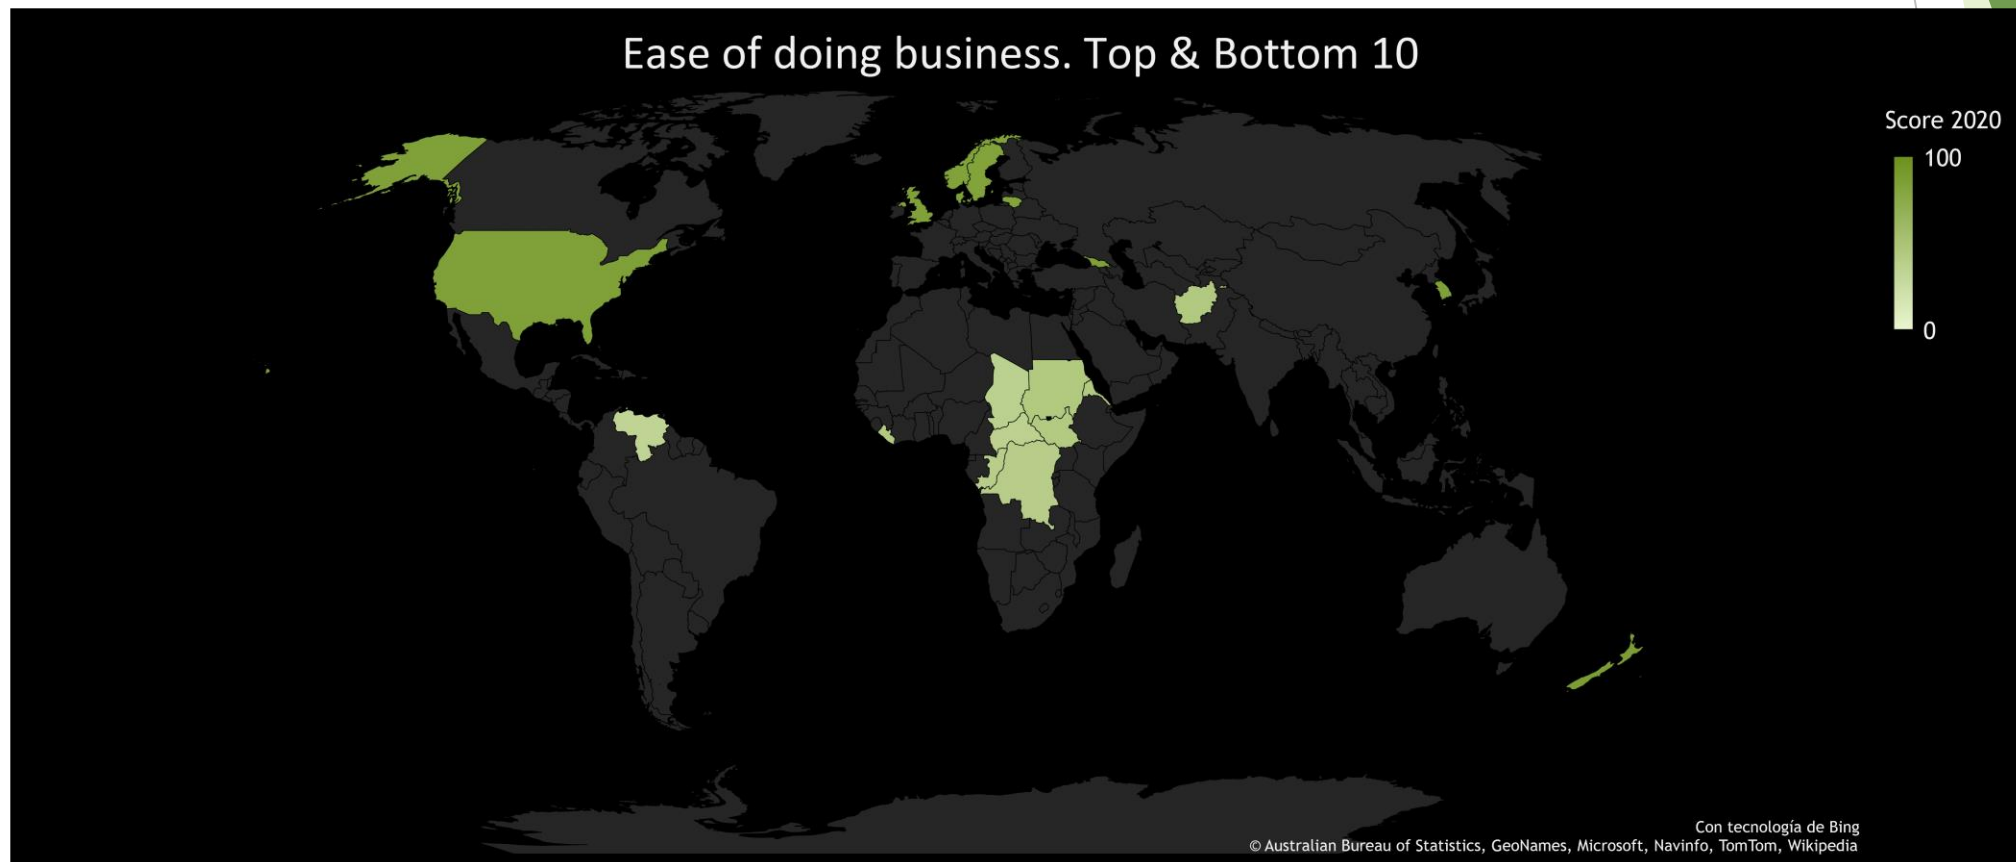 Ease of doing business. Top & Bottom 10
Score 2020
100
0
Con tecnología de Bing
© Australian Bureau of Statistics, GeoNames, Microsoft, Navinfo, TomTom, Wikipedia